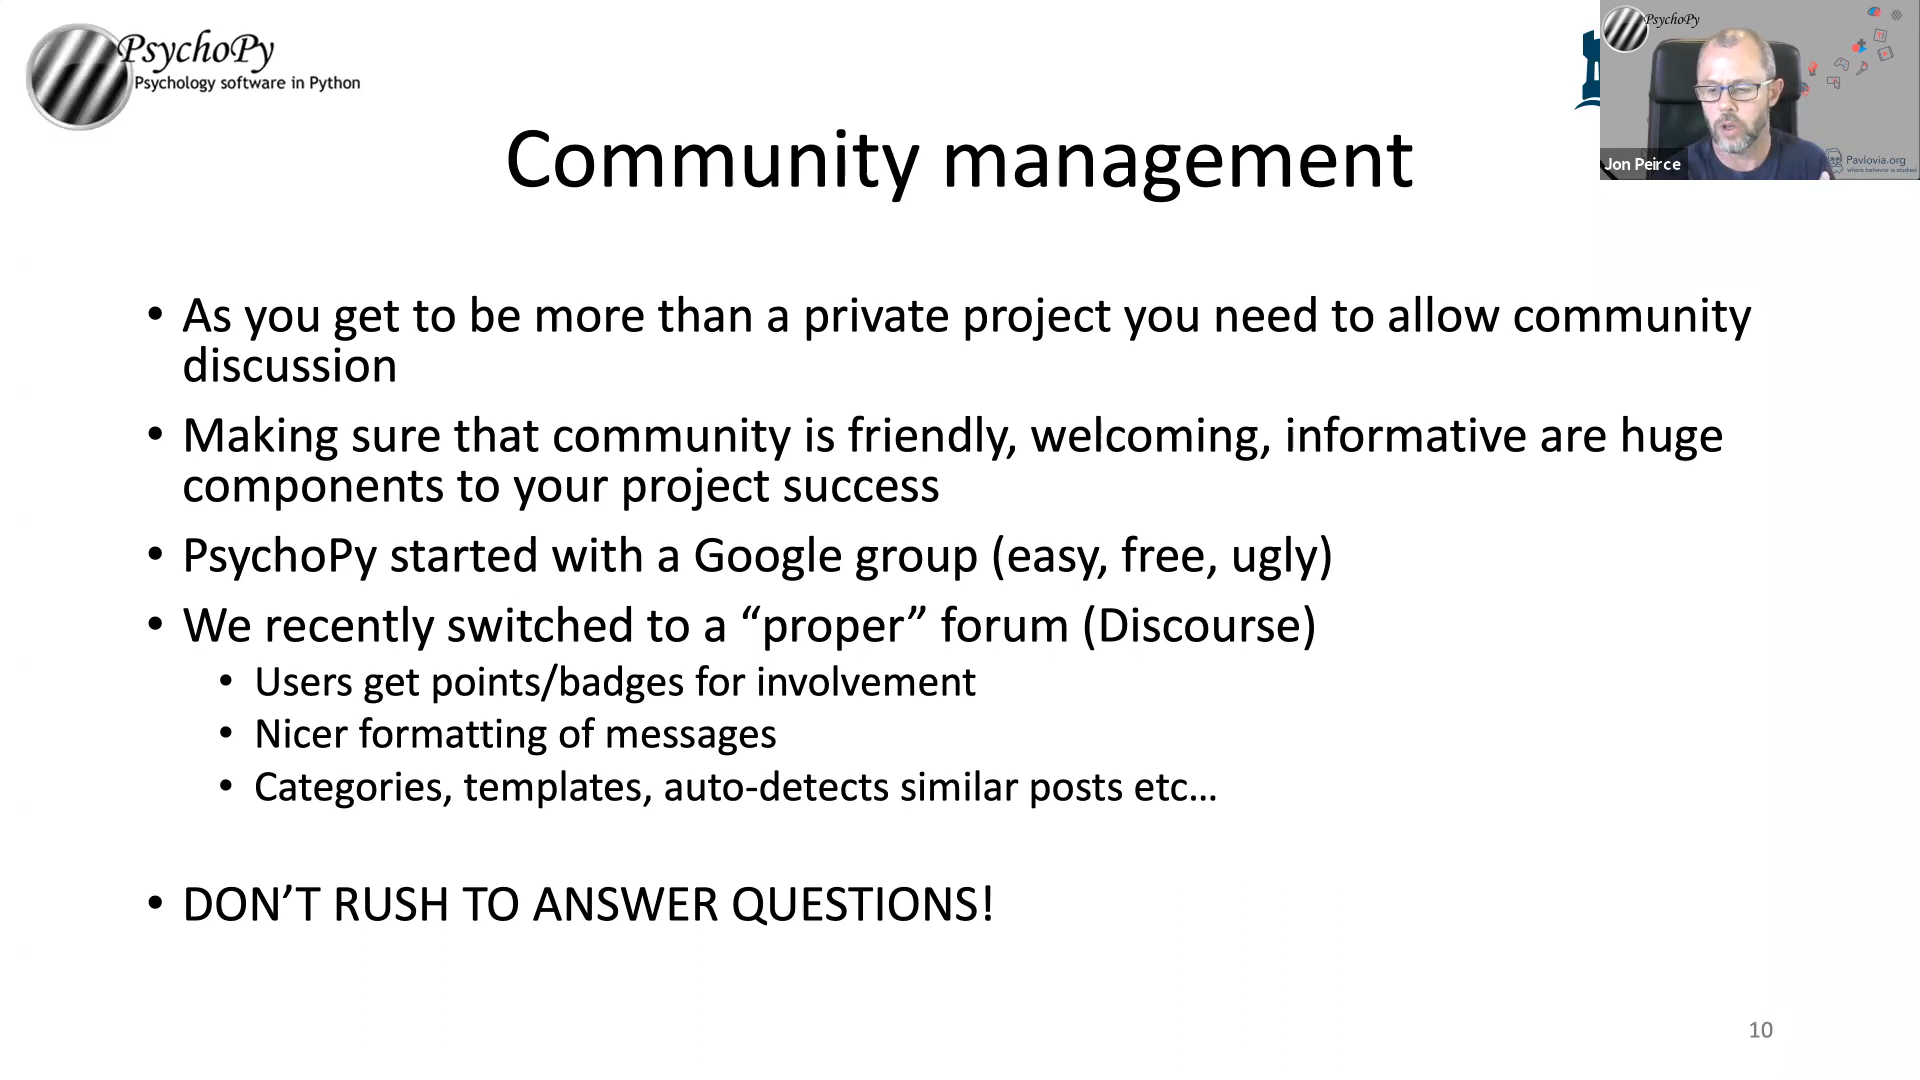 PsychoPy
Psychology software in Python
PsychoPy
Jon Peirce
Pavlovia.org
where behavior is studied
Community management
• As you get to be more than a private project you need to allow community
discussion
• Making sure that community is friendly, welcoming, informative are huge
components to your project success
• PsychoPy started with a Google group (easy, free, ugly)
• We recently switched to a “proper” forum (Discourse)
• Users get points/badges for involvement
• Nicer formatting of messages
• Categories, templates, auto-detects similar posts etc…
• DON’T RUSH TO ANSWER QUESTIONS!
10